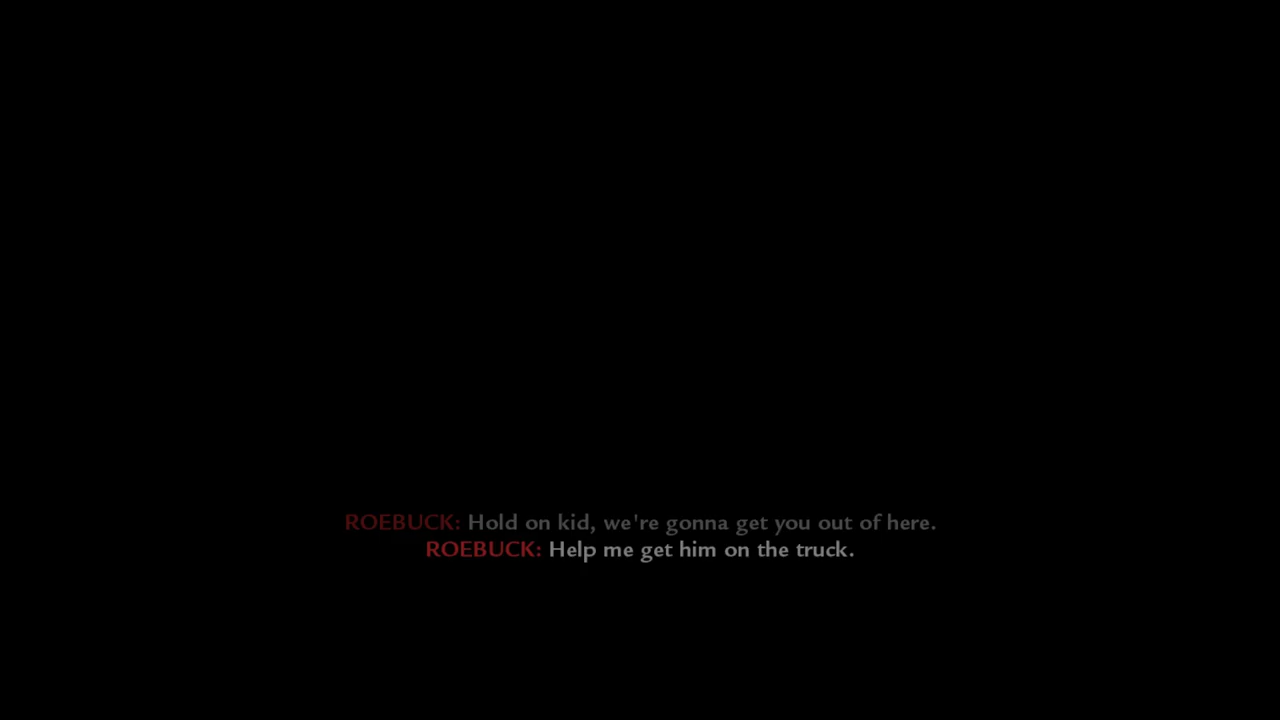 ROEBUCK: Hold on kid, we're gonna get you out of here.
ROEBUCK: Help me get him on the truck.